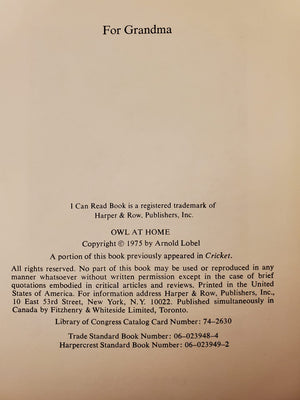 For Grandma
I Can Read Book is a registered trademark of
Harper & Row, Publishers, Inc.
OWL AT HOME
Copyright © 1975 by Arnold Lobel
A portion of this book previously appeared in Cricket.
All rights reserved. No part of this book may be used or reproduced in any
manner whatsoever without written permission except in the case of brief
quotations embodied in critical articles and reviews. Printed in the United
States of America. For information address Harper & Row, Publishers, Inc.,
10 East 53rd Street, New York, N.Y. 10022. Published simultaneously in
Canada by Fitzhenry & Whiteside Limited, Toronto.
Library of Congress Catalog Card Number: 74-2630
Trade Standard Book Number: 06-023948-4
Harpercrest Standard Book Number: 06-023949-2